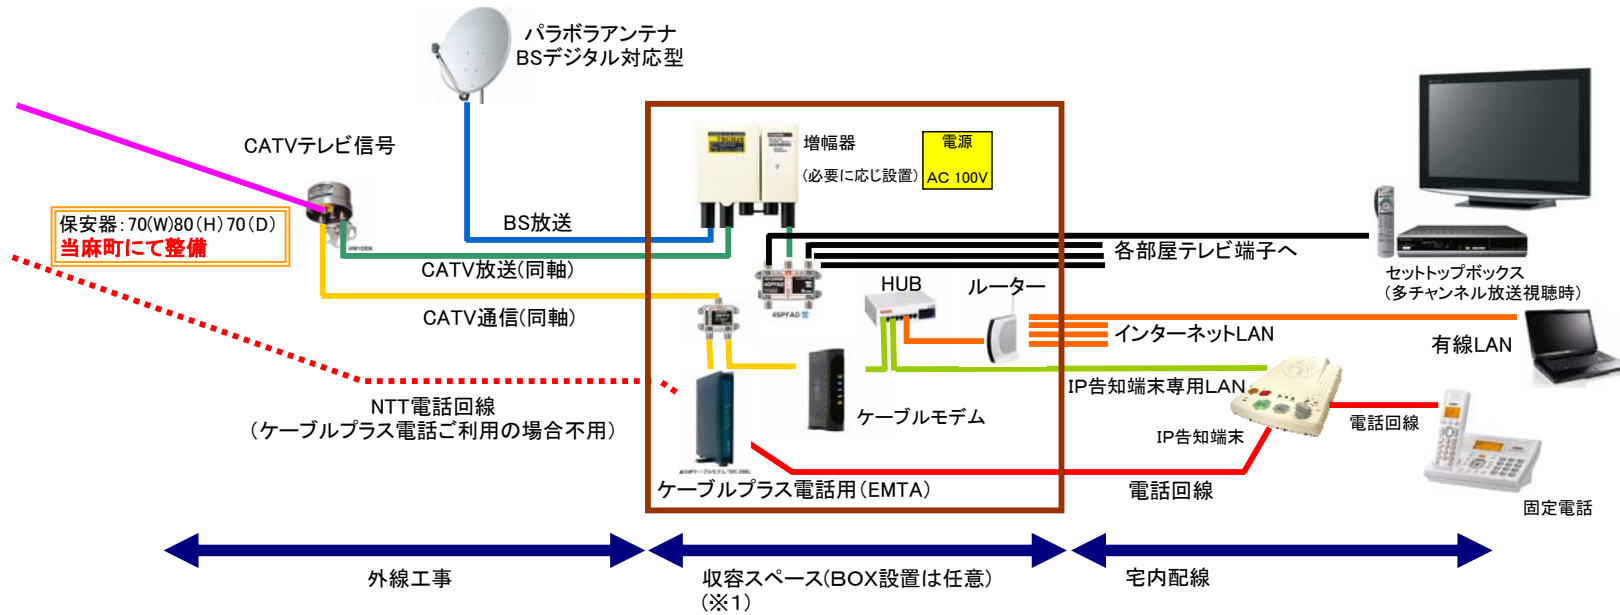 パラボラアンテナ
BSデジタル対応型
CATVテレビ信号
保安器:70(W)80(H)70(D)
当麻町にて整備
HW1DEK
BS放送
CATV放送(同軸)
CATV通信(同軸)
NTT電話回線
(ケーブルプラス電話ご利用の場合不用)
増幅器
(必要に応じ設置)
電源
AC 100V
4SPFAD
HUB
ルーター
ケーブルモデム
ケーブルプラス電話用(EMTA)
各部屋テレビ端子へ
セットトップボックス
(多チャンネル放送視聴時)
インターネットLAN
有線LAN
IP告知端末専用LAN
IP告知端末
電話回線
電話回線
固定電話
外線工事
収容スペース(BOX設置は任意)
(※1)
宅内配線